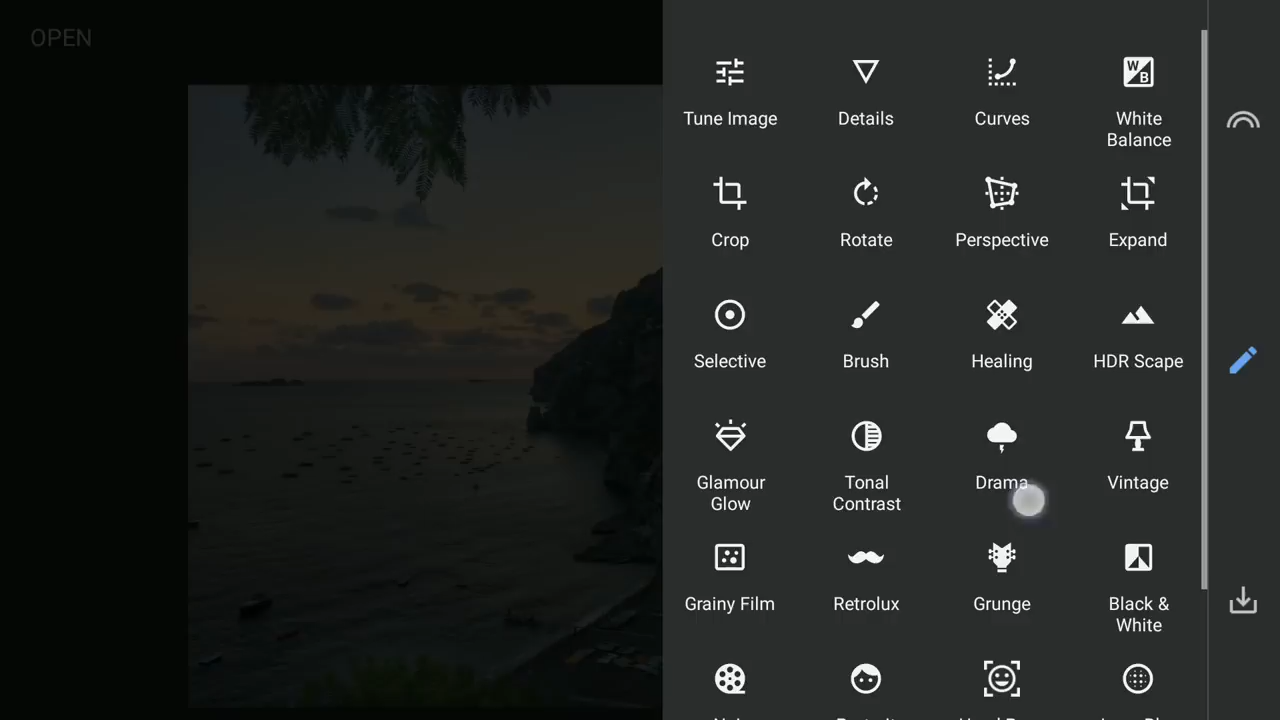 OPEN
Tune Image
Details
Curves
White
Balance
Crop
Rotate
Perspective
Expand
Selective
Brush
Healing
HDR Scape
Glamour
Glow
Tonal
Contrast
Drama
Vintage
Grainy Film
Retrolux
Grunge
Black &
White